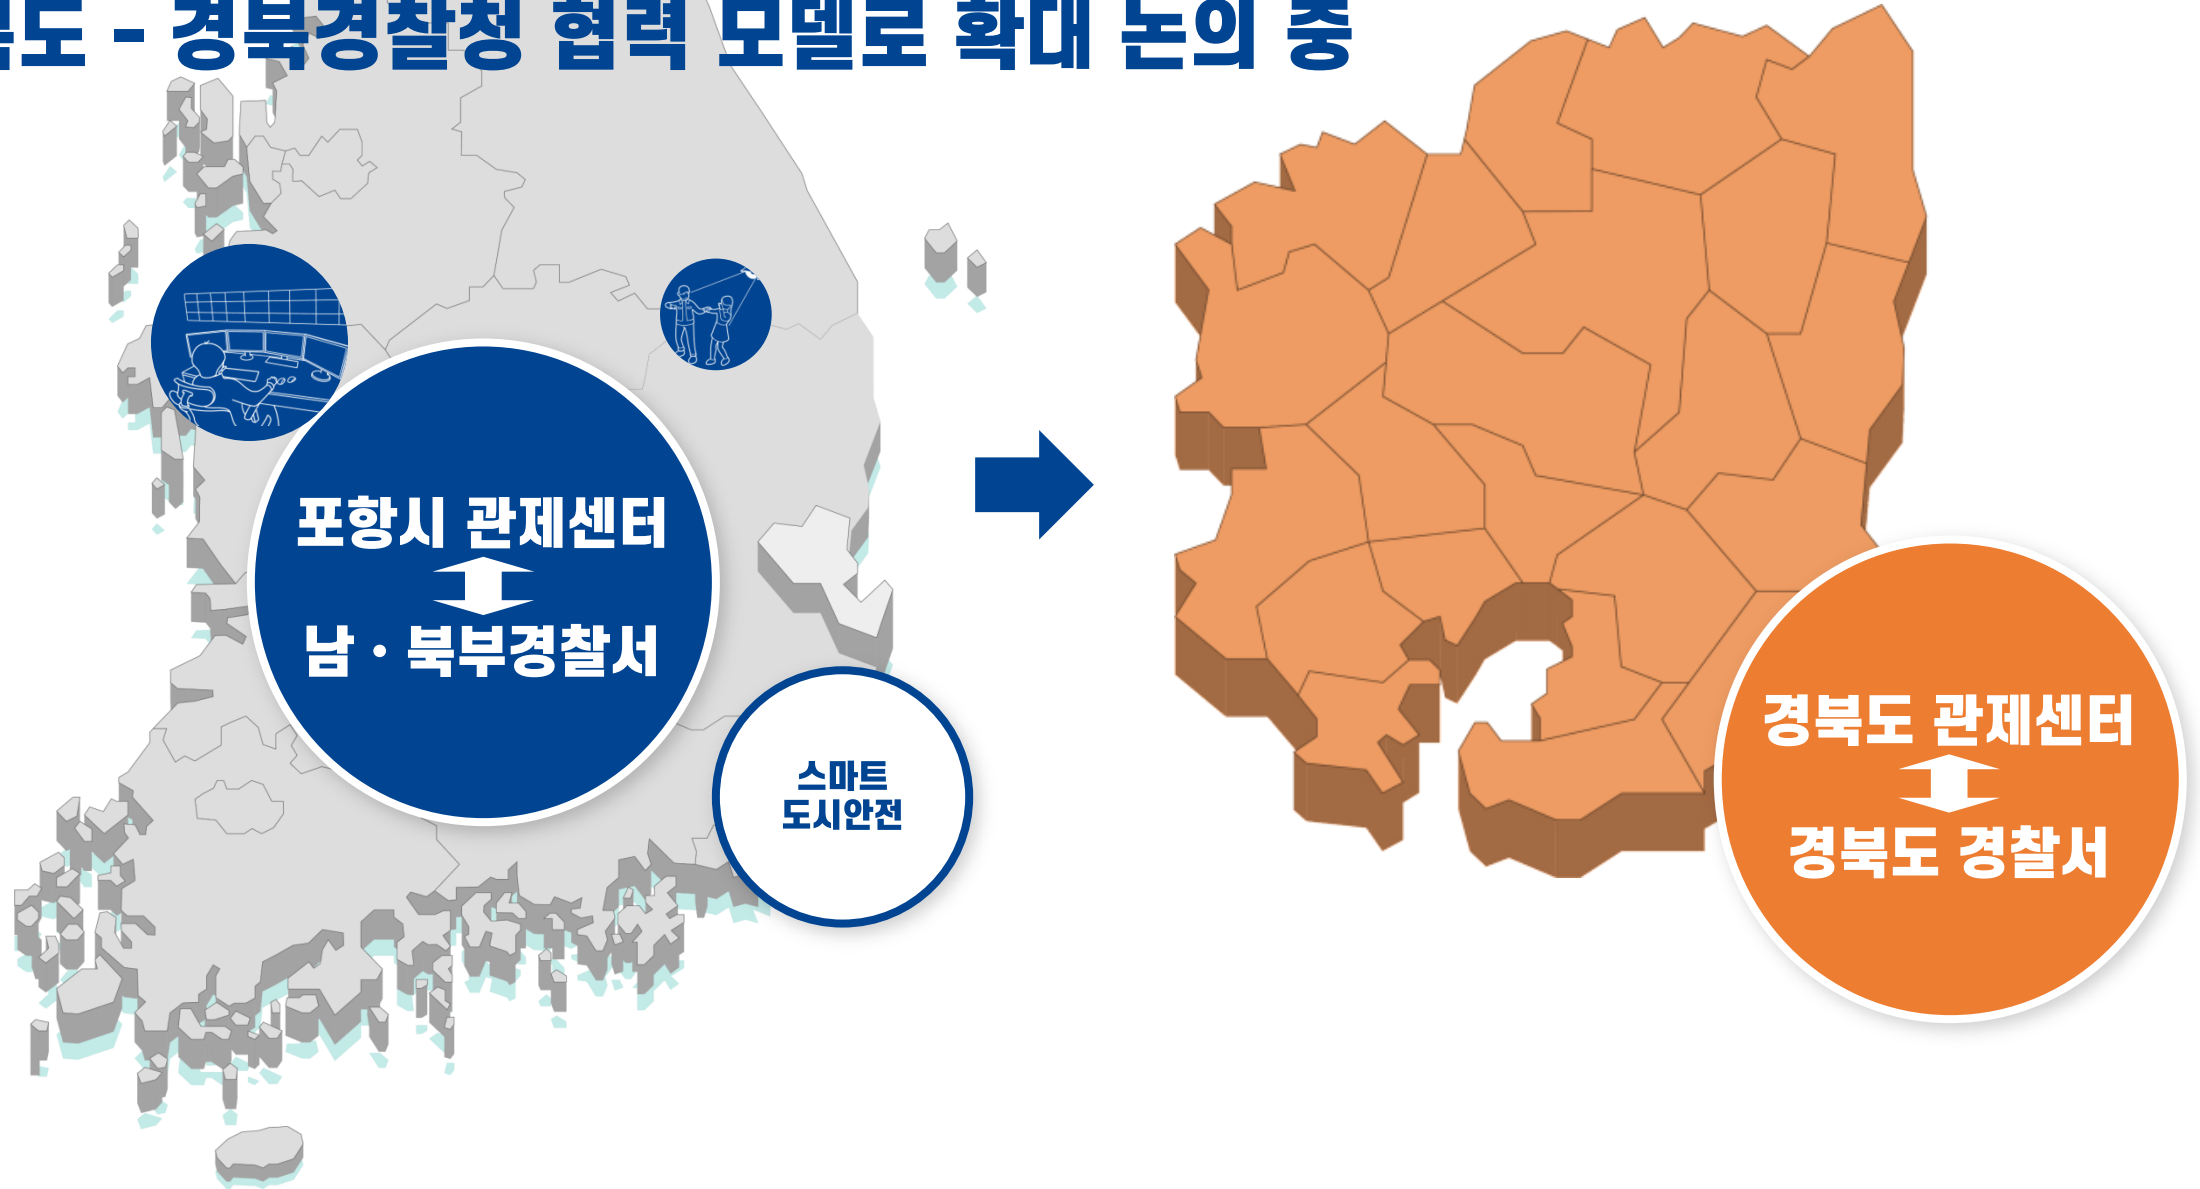 도 - 경북경찰청 협력 모델로 확대 논의 중
포항시 관제센터
남 · 북부경찰서
스마트
도시안전
경북도 관제센터
경북도 경찰서